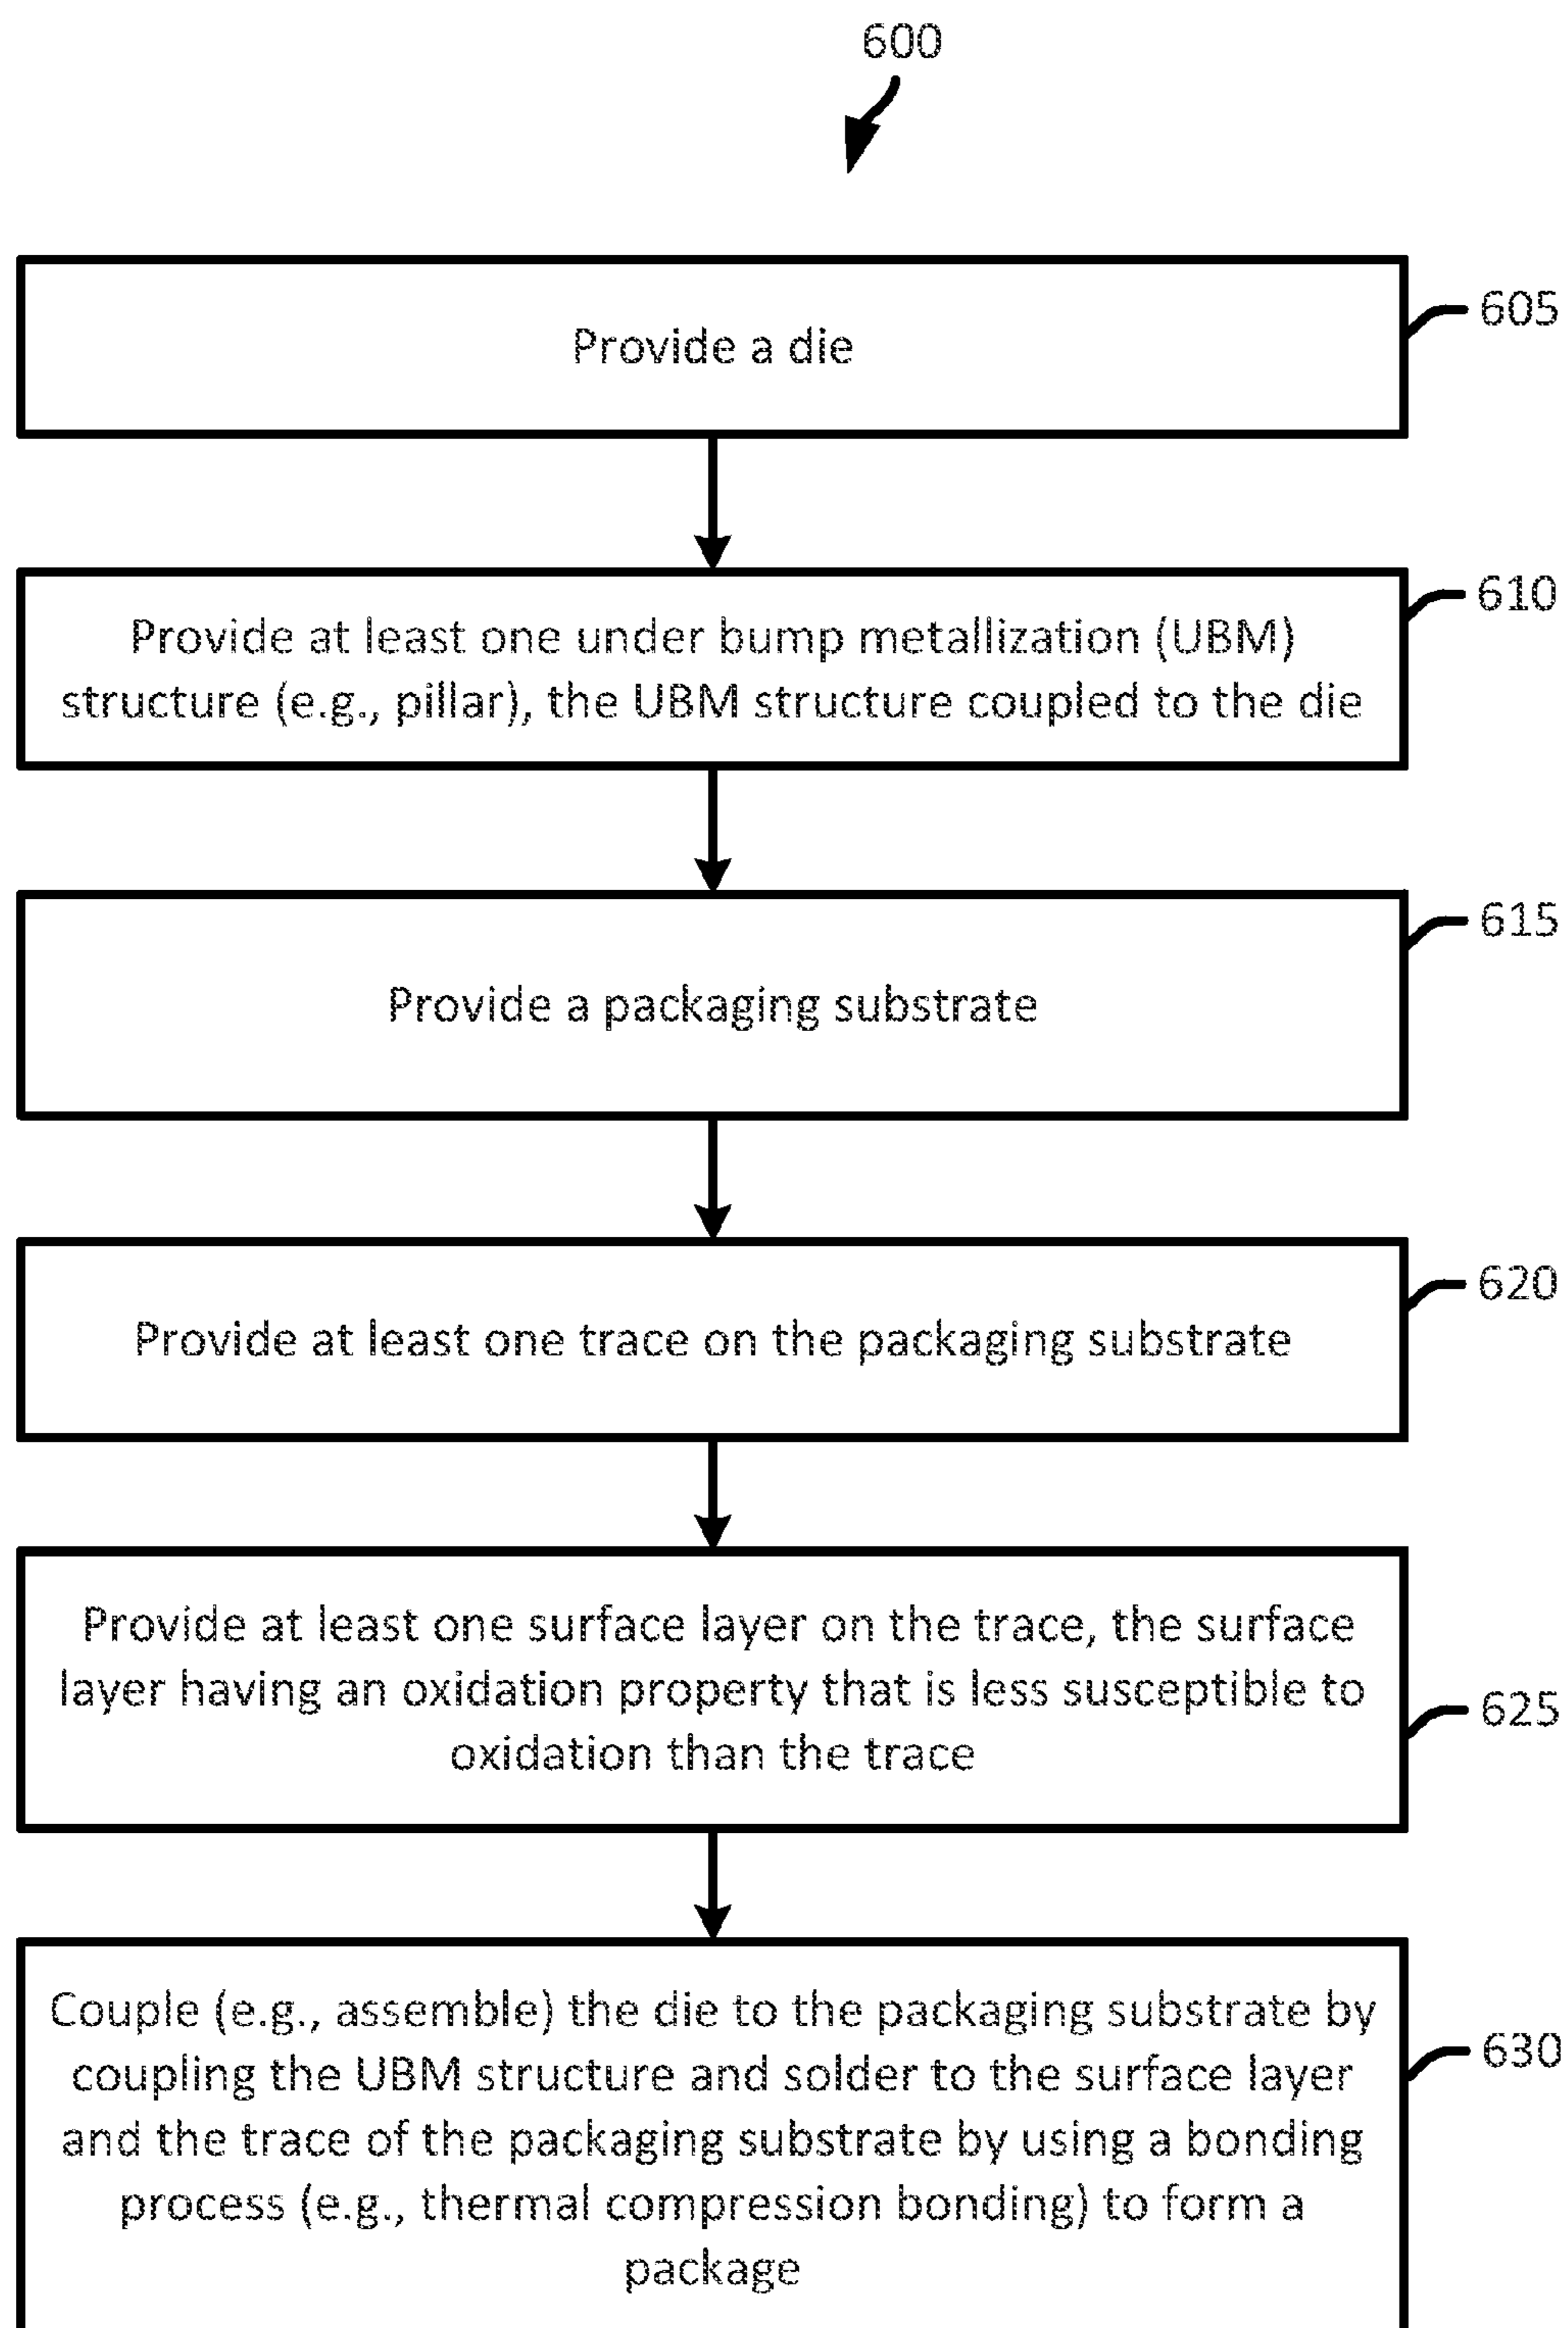 600
Provide a die
605
Provide at least one under bump metallization (UBM)
structure (e.g., pillar), the UBM structure coupled to the die
610
Provide a packaging substrate
615
Provide at least one trace on the packaging substrate
620
Provide at least one surface layer on the trace, the surface
layer having an oxidation property that is less susceptible to
oxidation than the trace
625
Couple (e.g., assemble) the die to the packaging substrate by
coupling the UBM structure and solder to the surface layer
and the trace of the packaging substrate by using a bonding
process (e.g., thermal compression bonding) to form a
package
630